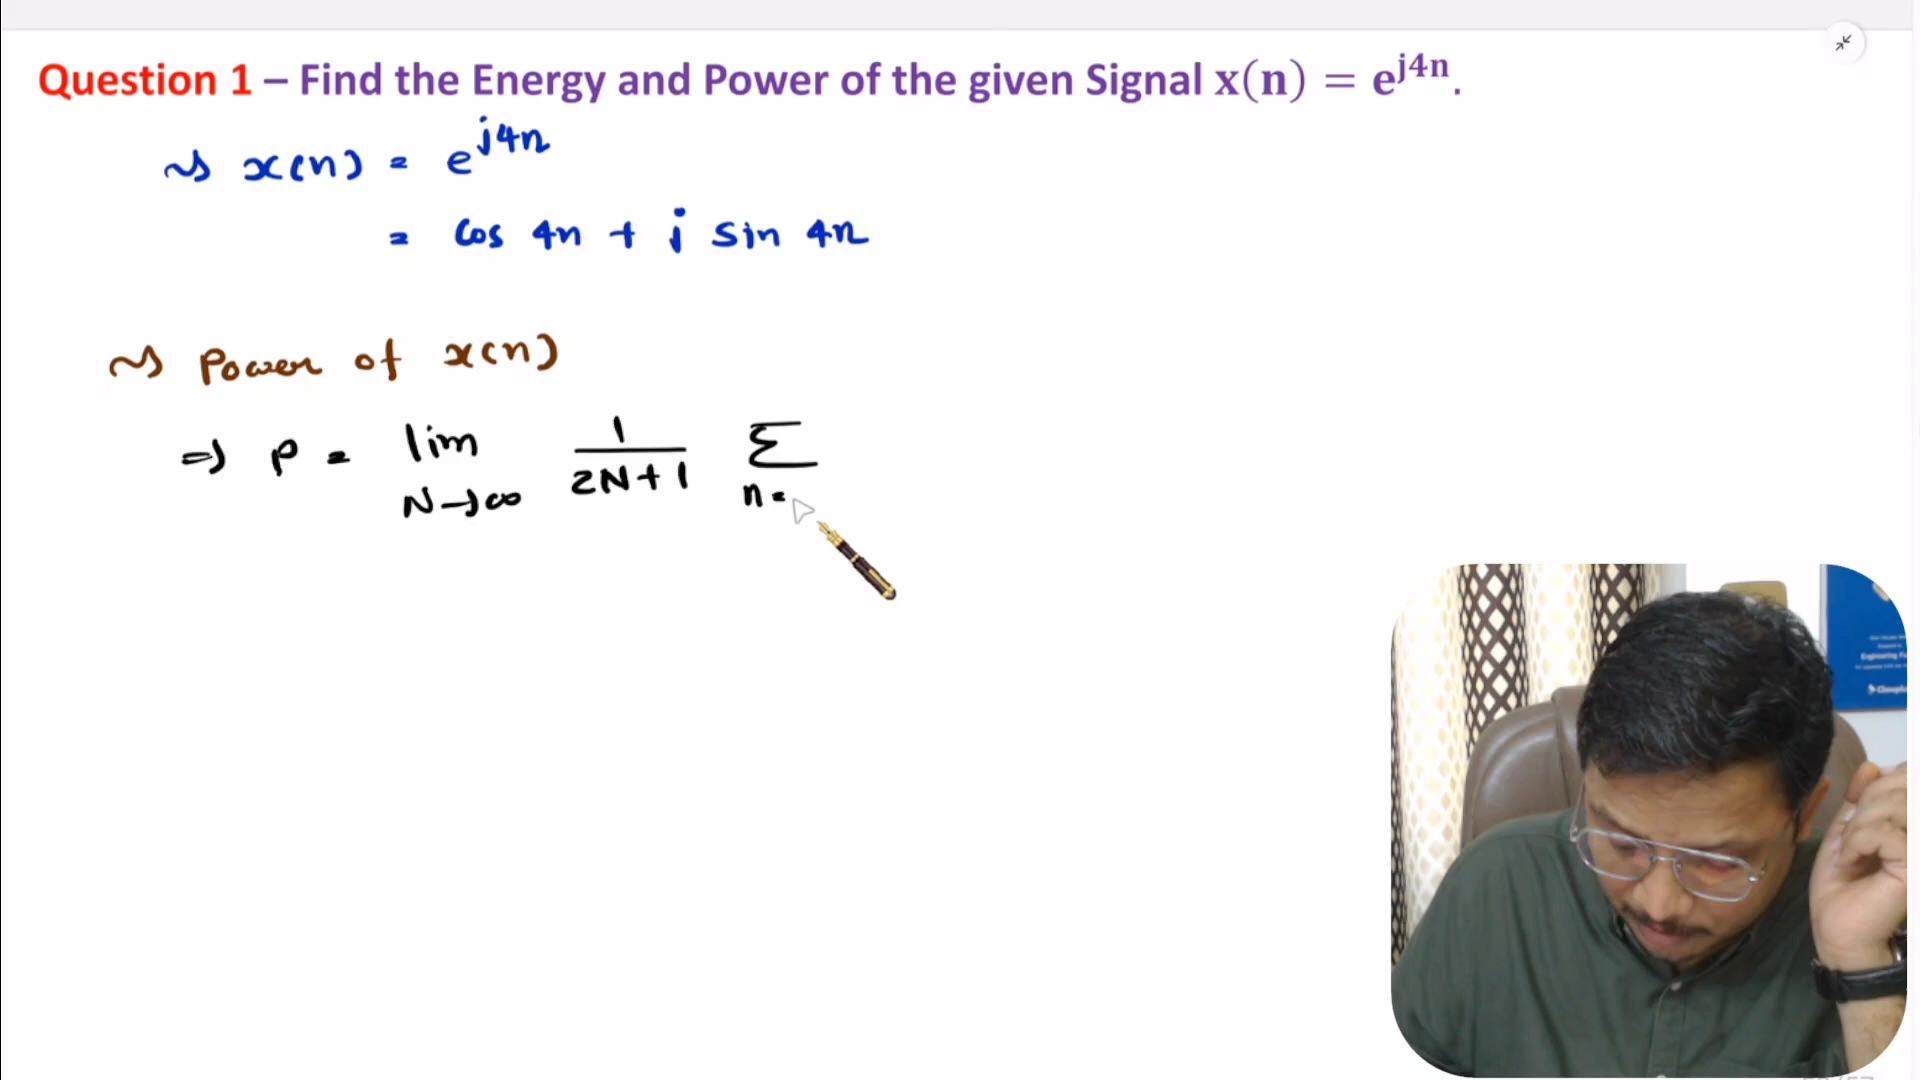 Question 1 – Find the Energy and Power of the given Signal x(n) = e^{j4n}.
x(n) = e^{j4n}
= Cos 4n + j Sin 4n
Power of x(n)
⇒ P = lim N→∞ 1/(2N+1) Σ n=